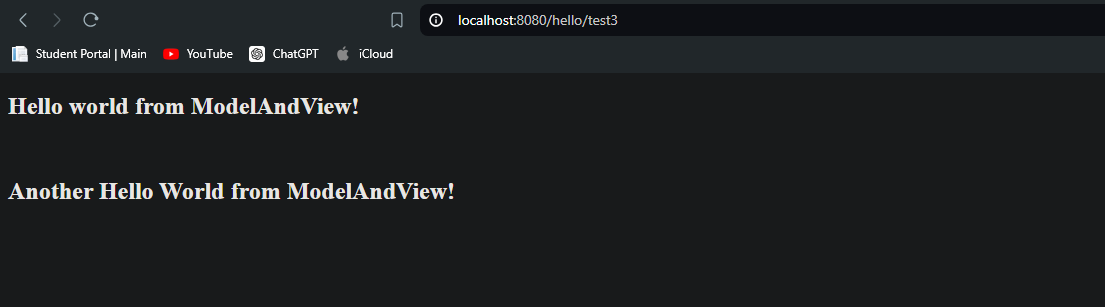 localhost:8080/hello/test3
Student Portal | Main YouTube ChatGPT iCloud
Hello world from ModelAndView!
Another Hello World from ModelAndView!